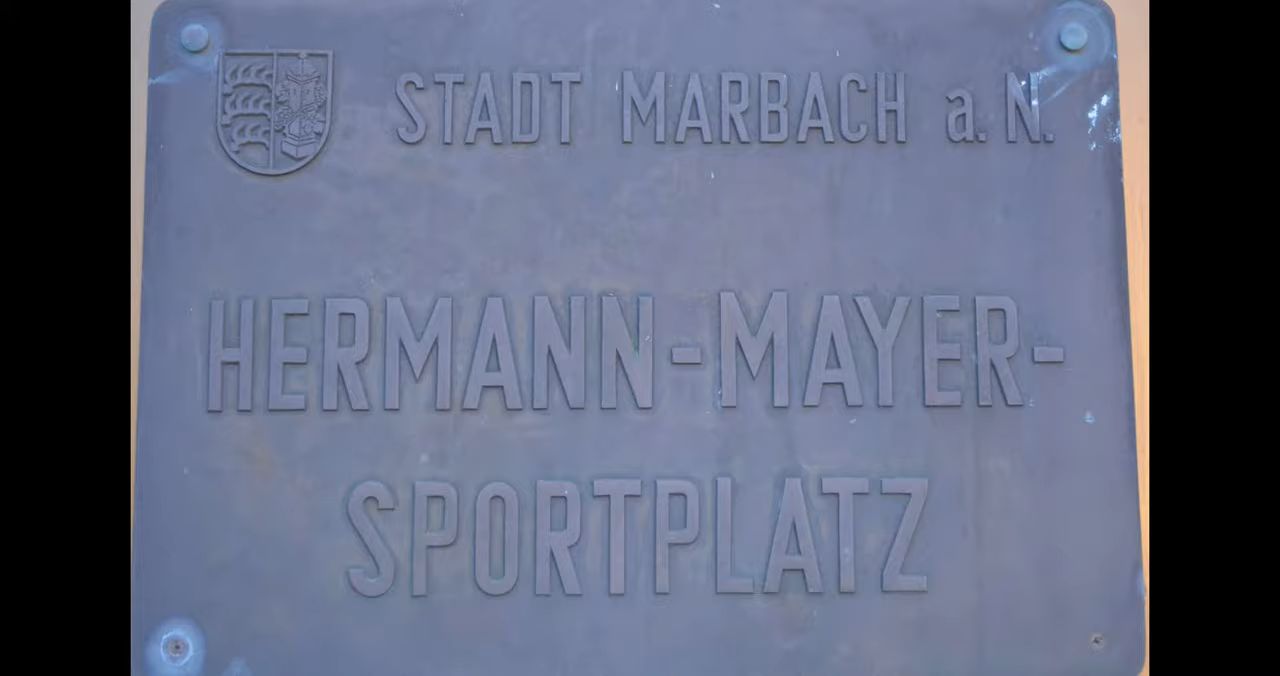 STADT MARBACH a. N.
HERMANN-MAYER-
SPORTPLATZ